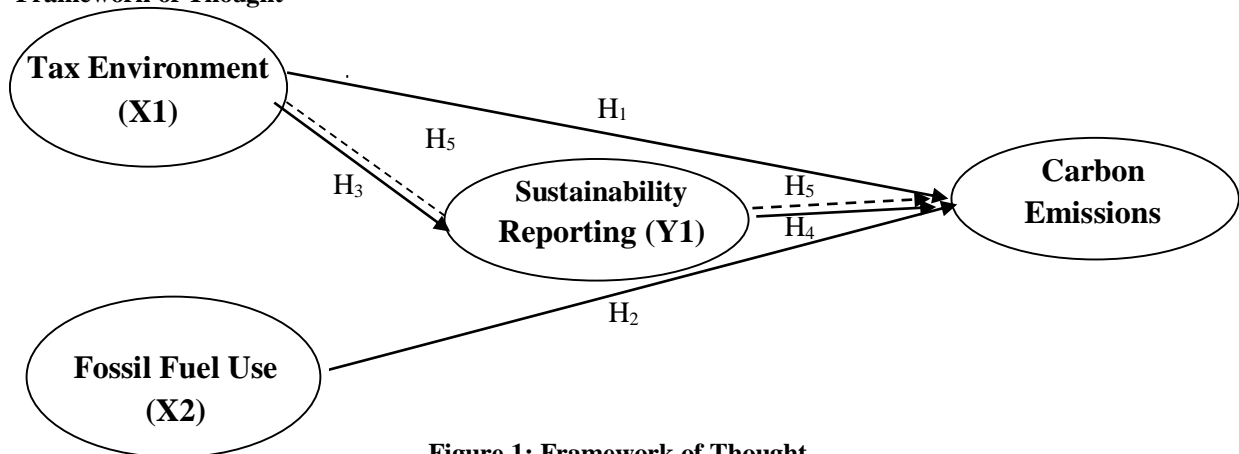 Framework of Thought
Tax Environment
(X1)
H1
H5
H3
Sustainability
Reporting (Y1)
H5
H4
Carbon
Emissions
H2
Fossil Fuel Use
(X2)
Figure 1: Framework of Thought